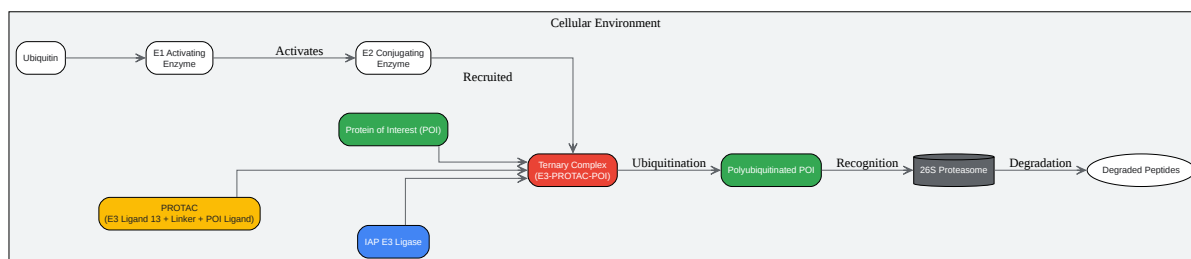 Cellular Environment
Ubiquitin
E1 Activating
Enzyme
Activates
E2 Conjugating
Enzyme
Recruited
Protein of Interest (POI)
Ternary Complex
(E3-PROTAC-POI)
Ubiquitination
Polyubiquitinated POI
Recognition
26S Proteasome
Degradation
Degraded Peptides
PROTAC
(E3 Ligand 13 + Linker + POI Ligand)
IAP E3 Ligase